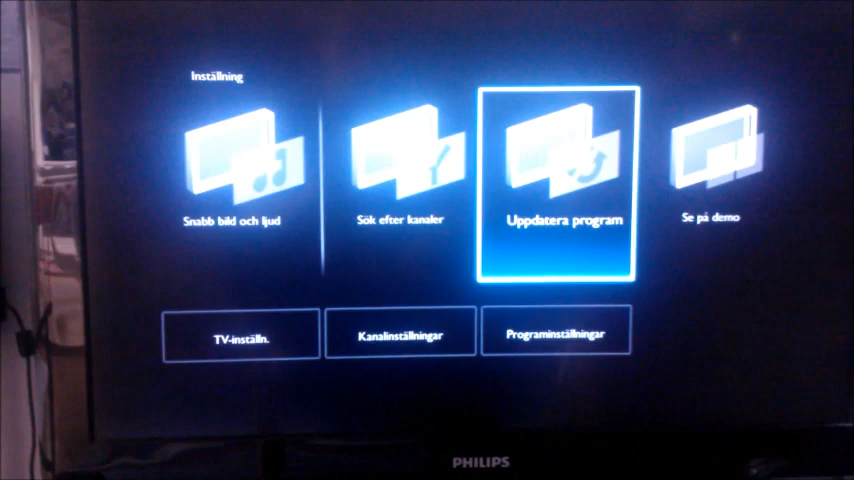 Inställning
Snabb bild och ljud
Sök efter kanaler
Uppdatera program
Se på demo
TV-inställn.
Kanalinställningar
Programinställningar
PHILIPS